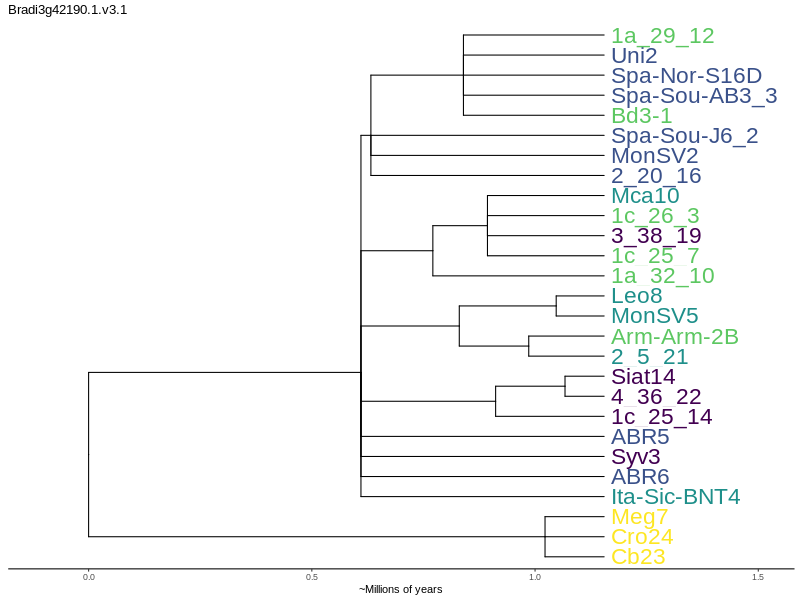 Bradi3g42190.1.v3.1
1a_29_12
Uni2
Spa-Nor-S16D
Spa-Sou-AB3_3
Bd3-1
Spa-Sou-J6_2
MonSV2
2_20_16
Mca10
1c_26_3
3_38_19
1c_25_7
1a_32_10
Leo8
MonSV5
Arm-Arm-2B
2_5_21
Siat14
4_36_22
1c_25_14
ABR5
Syv3
ABR6
Ita-Sic-BNT4
Meg7
Cro24
Cb23
0.0 0.5 1.0 1.5
~Millions of years